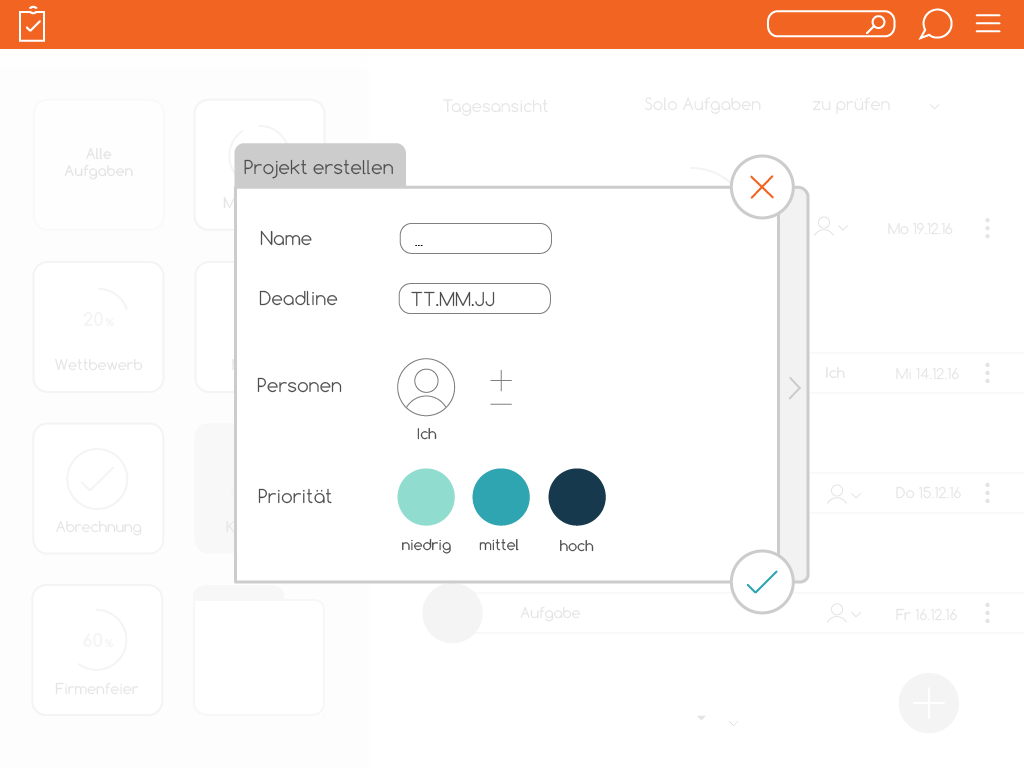 Tagesansicht
Solo Aufgaben
zu prüfen
Alle
Aufgaben
Projekt erstellen
Name
...
Mo 19.12.16
Deadline
TT.MM.JJ
20%
Wettbewerb
Personen
Ich
Ich
Mi 14.12.16
Priorität
niedrig
mittel
hoch
Do 15.12.16
Abrechnung
Aufgabe
Fr 16.12.16
60%
Firmenfeier